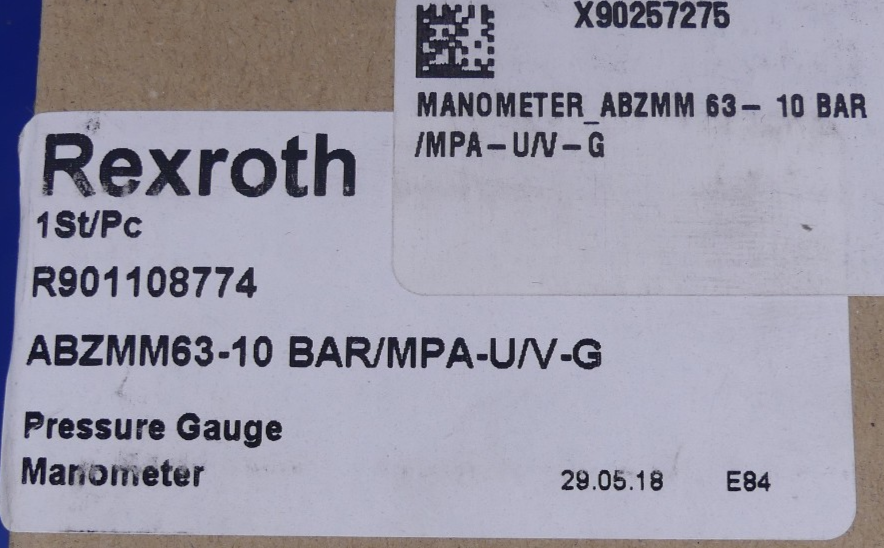 X90257275
MANOMETER_ABZMM 63- 10 BAR
/MPA-U/V-G
Rexroth
1St/Pc
R901108774
ABZMM63-10 BAR/MPA-U/V-G
Pressure Gauge
Manometer
29.05.18 E84